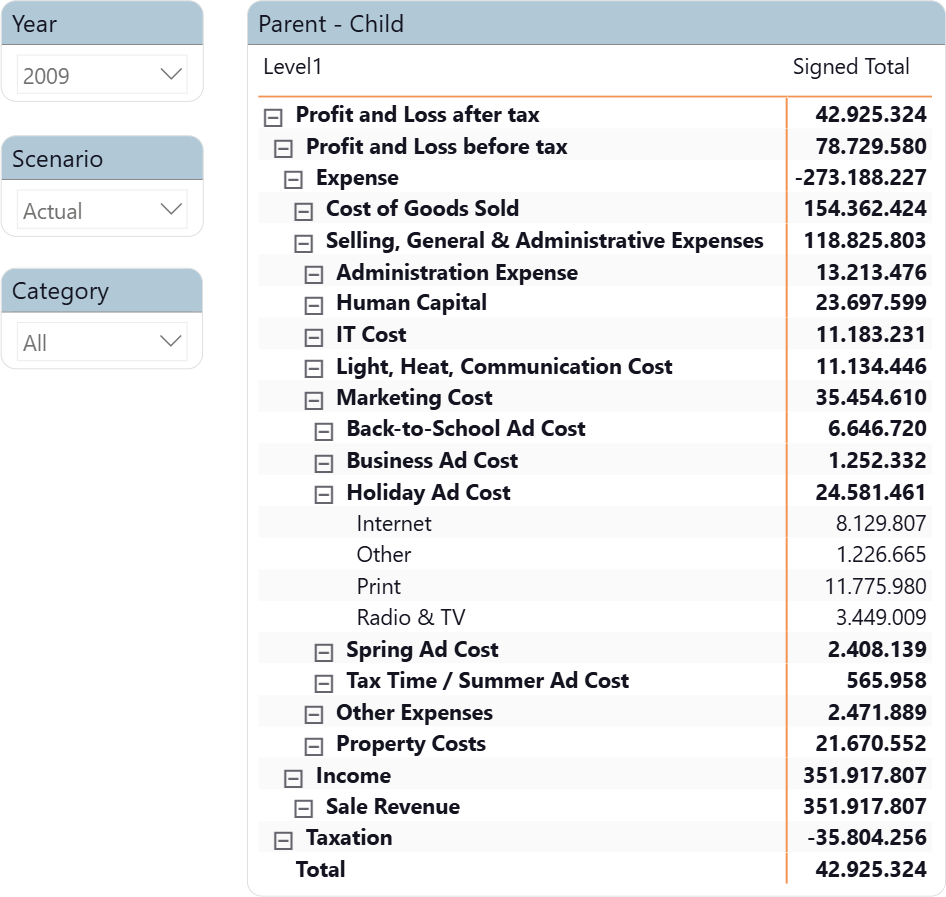 Year
2009
Scenario
Actual
Category
All
Parent - Child
Level1 Signed Total
Profit and Loss after tax 42.925.324
Profit and Loss before tax 78.729.580
Expense -273.188.227
Cost of Goods Sold 154.362.424
Selling, General & Administrative Expenses 118.825.803
Administration Expense 13.213.476
Human Capital 23.697.599
IT Cost 11.183.231
Light, Heat, Communication Cost 11.134.446
Marketing Cost 35.454.610
Back-to-School Ad Cost 6.646.720
Business Ad Cost 1.252.332
Holiday Ad Cost 24.581.461
Internet 8.129.807
Other 1.226.665
Print 11.775.980
Radio & TV 3.449.009
Spring Ad Cost 2.408.139
Tax Time / Summer Ad Cost 565.958
Other Expenses 2.471.889
Property Costs 21.670.552
Income 351.917.807
Sale Revenue 351.917.807
Taxation -35.804.256
Total 42.925.324